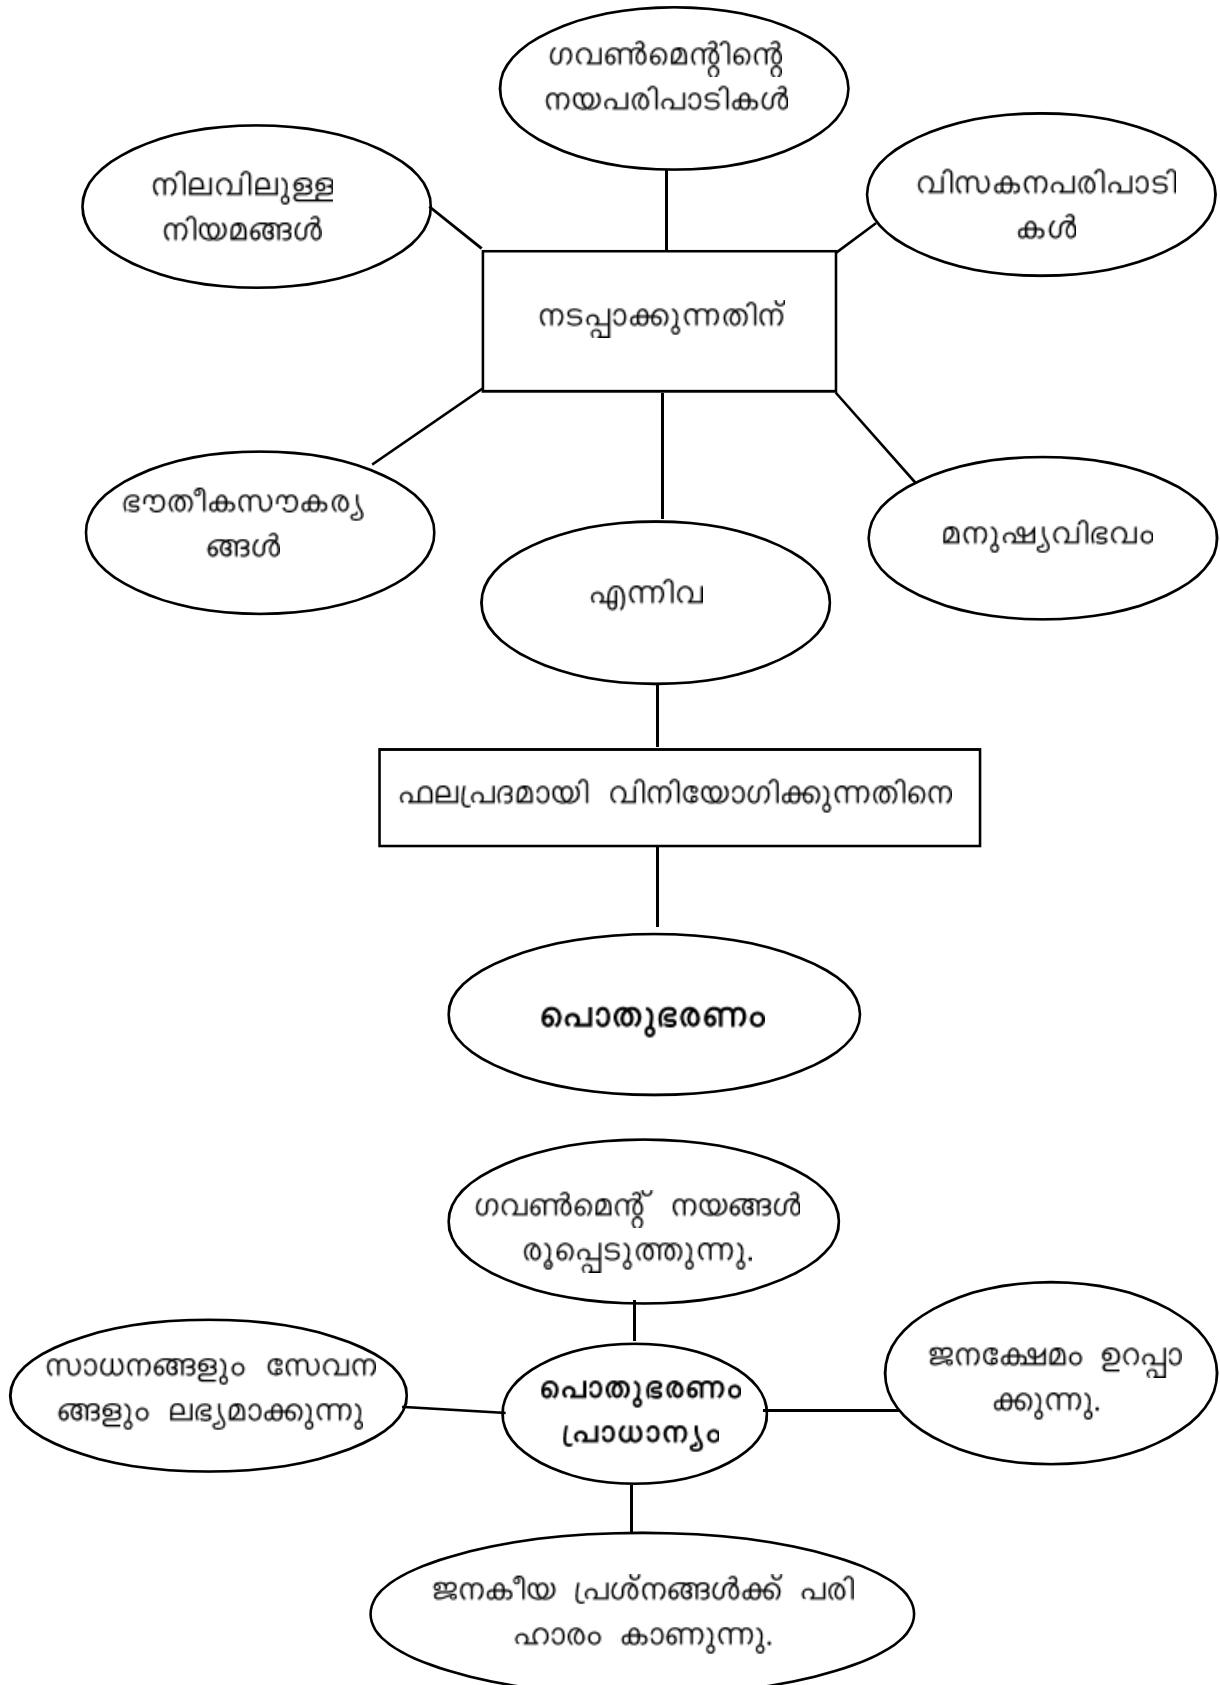 ഗവൺമെന്റിന്റെ
നയപരിപാടികൾ
നിലവിലുള്ള
നിയമങ്ങൾ
വിസകനപരിപാടി
കൾ
നടപ്പാക്കുന്നതിന്
ഭൗതീകസൗകര്യ
ങ്ങൾ
എന്നിവ
മനുഷ്യവിഭവം
ഫലപ്രദമായി വിനിയോഗിക്കുന്നതിനെ
പൊതുഭരണം
ഗവൺമെന്റ് നയങ്ങൾ
രൂപ്പെടുത്തുന്നു.
സാധനങ്ങളും സേവന
ങ്ങളും ലഭ്യമാക്കുന്നു
പൊതുഭരണം
പ്രാധാന്യം
ജനക്ഷേമം ഉറപ്പാ
ക്കുന്നു.
ജനകീയ പ്രശ്നങ്ങൾക്ക് പരി
ഹാരം കാണുന്നു.